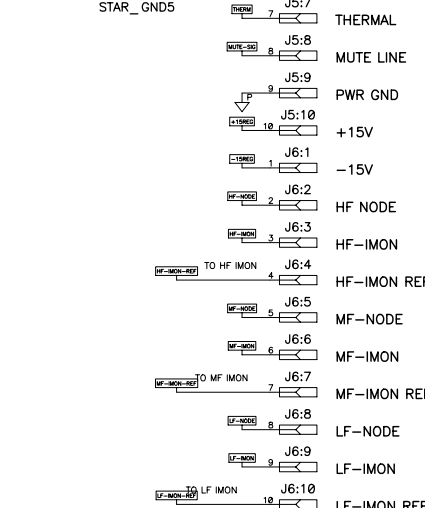 STAR_GND5
J5:7
THERM 7 THERMAL
J5:8
MUTE-SIG 8 MUTE LINE
J5:9
P 9 PWR GND
J5:10
+15REG 10 +15V
J6:1
-15REG 1 -15V
J6:2
HF-NODE 2 HF NODE
J6:3
HF-IMON 3 HF-IMON
TO HF IMON J6:4
HF-IMON-REF 4 HF-IMON REF
J6:5
MF-NODE 5 MF-NODE
J6:6
MF-IMON 6 MF-IMON
TO MF IMON J6:7
MF-IMON-REF 7 MF-IMON REF
J6:8
LF-NODE 8 LF-NODE
J6:9
LF-IMON 9 LF-IMON
TO LF IMON J6:10
LF-IMON-REF 10 LF-IMON REF